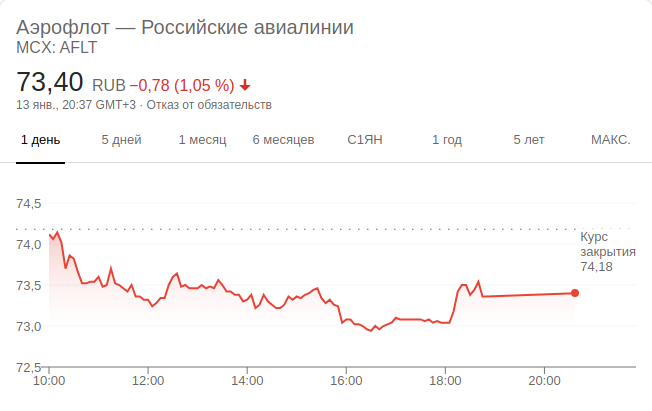 Аэрофлот — Российские авиалинии
MCX: AFLT
73,40 RUB −0,78 (1,05 %)
13 янв., 20:37 GMT+3 · Отказ от обязательств
1 день 5 дней 1 месяц 6 месяцев С1ЯН 1 год 5 лет МАКС.
74,5
74,0
73,5
73,0
72,5
Курс
закрытия
74,18
10:00 12:00 14:00 16:00 18:00 20:00